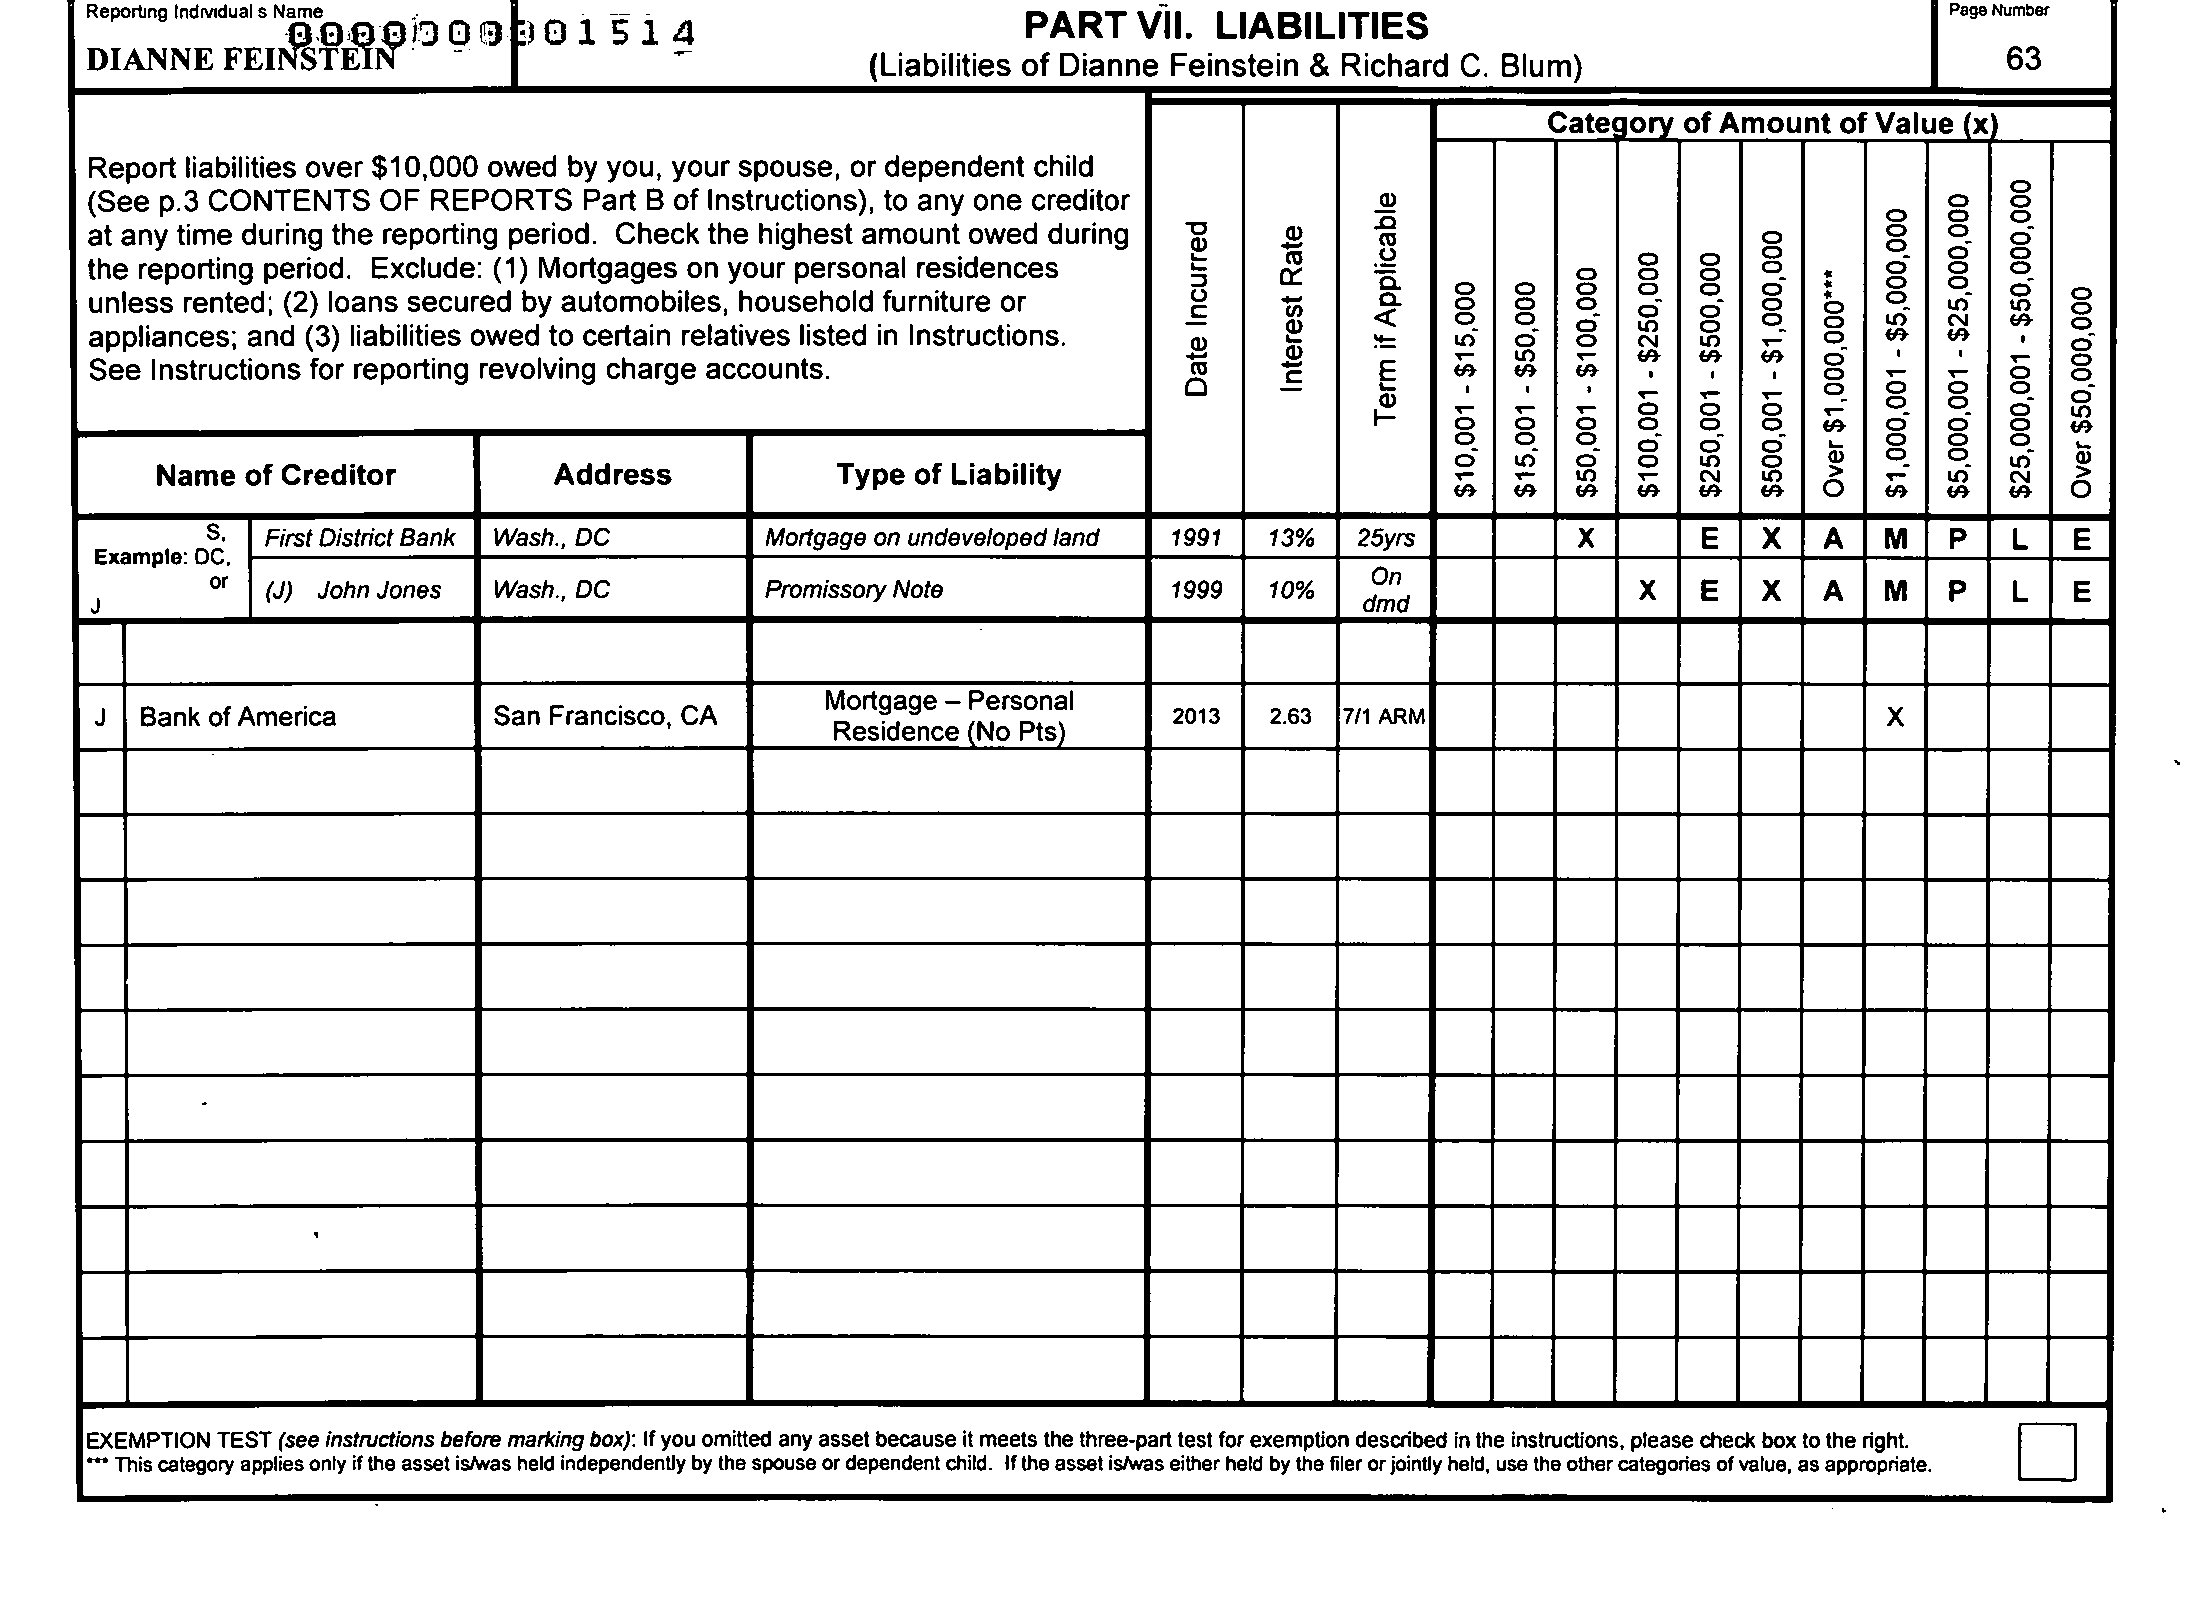 Reporting Individual s Name
DIANNE FEINSTEIN
000000000001514
PART VII. LIABILITIES
(Liabilities of Dianne Feinstein & Richard C. Blum)
Page Number
63
Report liabilities over $10,000 owed by you, your spouse, or dependent child
(See p.3 CONTENTS OF REPORTS Part B of Instructions), to any one creditor
at any time during the reporting period. Check the highest amount owed during
the reporting period. Exclude: (1) Mortgages on your personal residences
unless rented; (2) loans secured by automobiles, household furniture or
appliances; and (3) liabilities owed to certain relatives listed in Instructions.
See Instructions for reporting revolving charge accounts.
Date Incurred
Interest Rate
Term if Applicable
Category of Amount of Value (x)
$10,001 - $15,000
$15,001 - $50,000
$50,001 - $100,000
$100,001 - $250,000
$250,001 - $500,000
$500,001 - $1,000,000
Over $1,000,000***
$1,000,001 - $5,000,000
$5,000,001 - $25,000,000
$25,000,001 - $50,000,000
Over $50,000,000
Name of Creditor Address Type of Liability
S,
Example: DC,
or
J
First District Bank Wash., DC Mortgage on undeveloped land 1991 13% 25yrs X E X A M P L E
(J) John Jones Wash., DC Promissory Note 1999 10% On dmd X E X A M P L E
J Bank of America San Francisco, CA Mortgage – Personal Residence (No Pts) 2013 2.63 7/1 ARM X
EXEMPTION TEST (see instructions before marking box): If you omitted any asset because it meets the three-part test for exemption described in the instructions, please check box to the right.
*** This category applies only if the asset is/was held independently by the spouse or dependent child. If the asset is/was either held by the filer or jointly held, use the other categories of value, as appropriate.